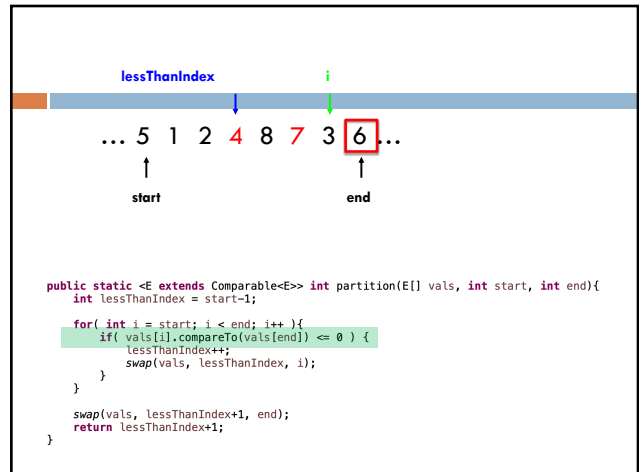 lessThanIndex i
... 5 1 2 4 8 7 3 6 ...
start end
public static <E extends Comparable<E>> int partition(E[] vals, int start, int end){
int lessThanIndex = start-1;
for( int i = start; i < end; i++ ){
if( vals[i].compareTo(vals[end]) <= 0 ) {
lessThanIndex++;
swap(vals, lessThanIndex, i);
}
}
swap(vals, lessThanIndex+1, end);
return lessThanIndex+1;
}